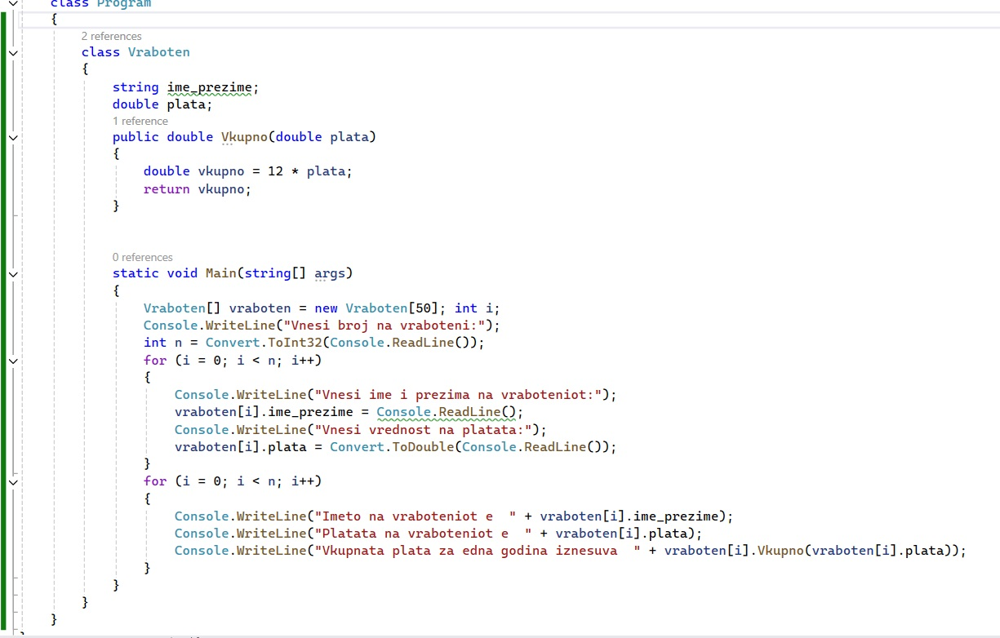 class Program
{
2 references
class Vraboten
{
string ime_prezime;
double plata;
1 reference
public double Vkupno(double plata)
{
double vkupno = 12 * plata;
return vkupno;
}
0 references
static void Main(string[] args)
{
Vraboten[] vraboten = new Vraboten[50]; int i;
Console.WriteLine("Vnesi broj na vraboteni:");
int n = Convert.ToInt32(Console.ReadLine());
for (i = 0; i < n; i++)
{
Console.WriteLine("Vnesi ime i prezima na vraboteniot:");
vraboten[i].ime_prezime = Console.ReadLine();
Console.WriteLine("Vnesi vrednost na platata:");
vraboten[i].plata = Convert.ToDouble(Console.ReadLine());
}
for (i = 0; i < n; i++)
{
Console.WriteLine("Imeto na vraboteniot e  " + vraboten[i].ime_prezime);
Console.WriteLine("Platata na vraboteniot e  " + vraboten[i].plata);
Console.WriteLine("Vkupnata plata za edna godina iznesuva  " + vraboten[i].Vkupno(vraboten[i].plata));
}
}
}
}